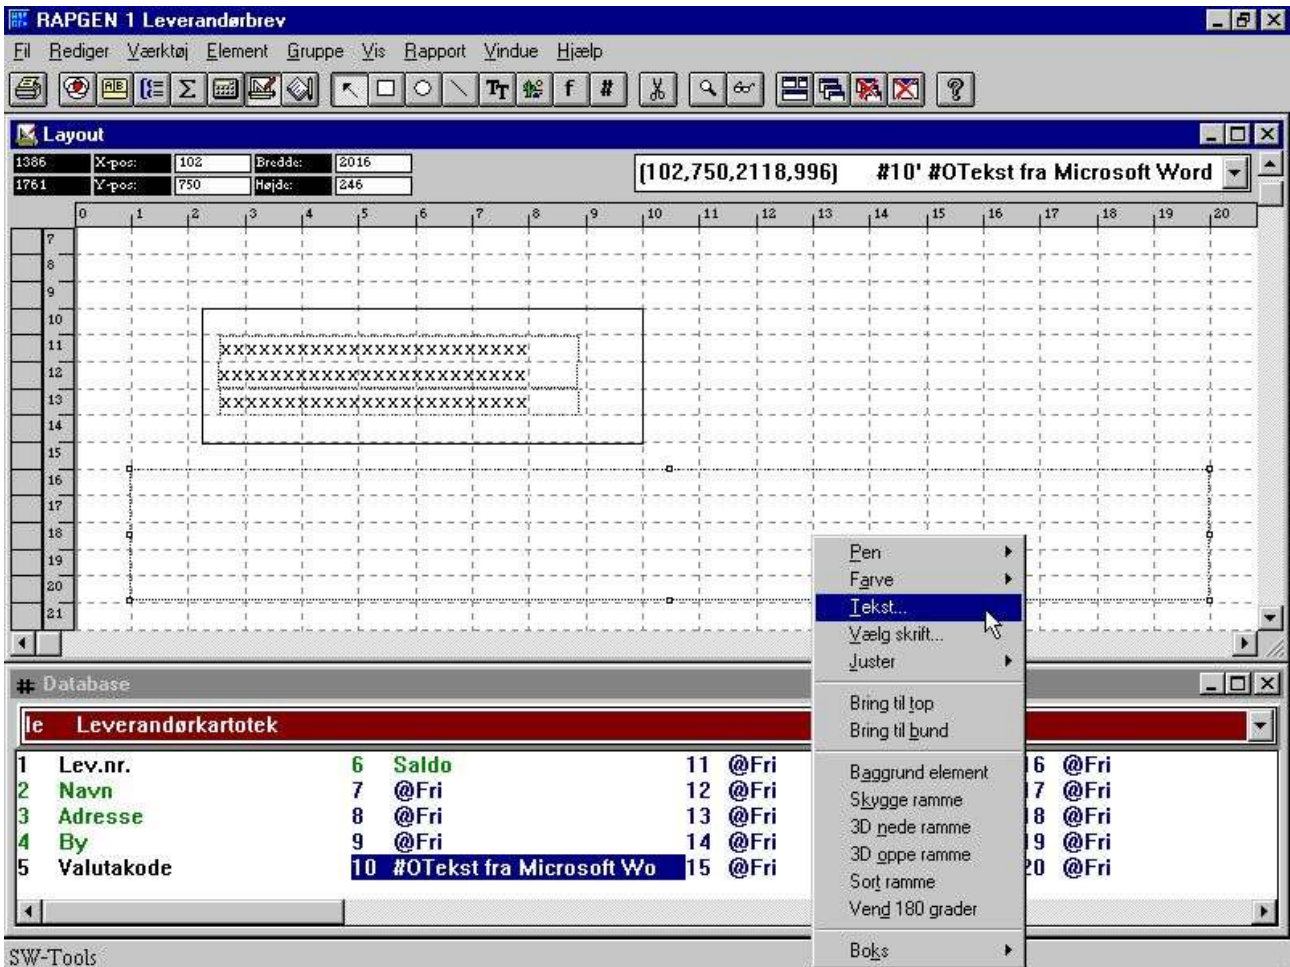 RAPGEN 1 Leverandørbrev
Fil Rediger Værktøj Element Gruppe Vis Rapport Vindue Hjælp
Layout
1386 X-pos: 102 Bredde: 2016
1761 Y-pos: 750 Højde: 246
(102,750,2118,996) #10' #OTekst fra Microsoft Word
0 1 2 3 4 5 6 7 8 9 10 11 12 13 14 15 16 17 18 19 20
7
8
9
10
11 xxxxxxxxxxxxxxxxxxxxxxxx
12 xxxxxxxxxxxxxxxxxxxxxxxx
13 xxxxxxxxxxxxxxxxxxxxxxxx
14
15
16
17
18
19
20
21
Pen
Farve
Tekst...
Vælg skrift...
Juster
Bring til top
Bring til bund
Baggrund element
Skygge ramme
3D nede ramme
3D oppe ramme
Sort ramme
Vend 180 grader
Boks
# Database
le Leverandørkartotek
1 Lev.nr. 6 Saldo 11 @Fri 6 @Fri
2 Navn 7 @Fri 12 @Fri 7 @Fri
3 Adresse 8 @Fri 13 @Fri 8 @Fri
4 By 9 @Fri 14 @Fri 9 @Fri
5 Valutakode 10 #OTekst fra Microsoft Wo 15 @Fri 20 @Fri
SW-Tools